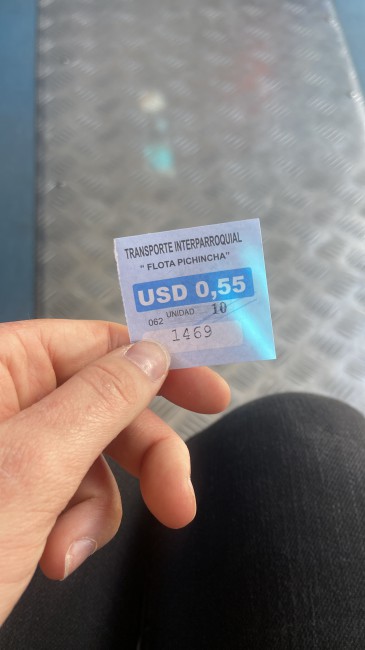 TRANSPORTE INTERPARROQUIAL
" FLOTA PICHINCHA"
USD 0,55
062 UNIDAD 10
1469